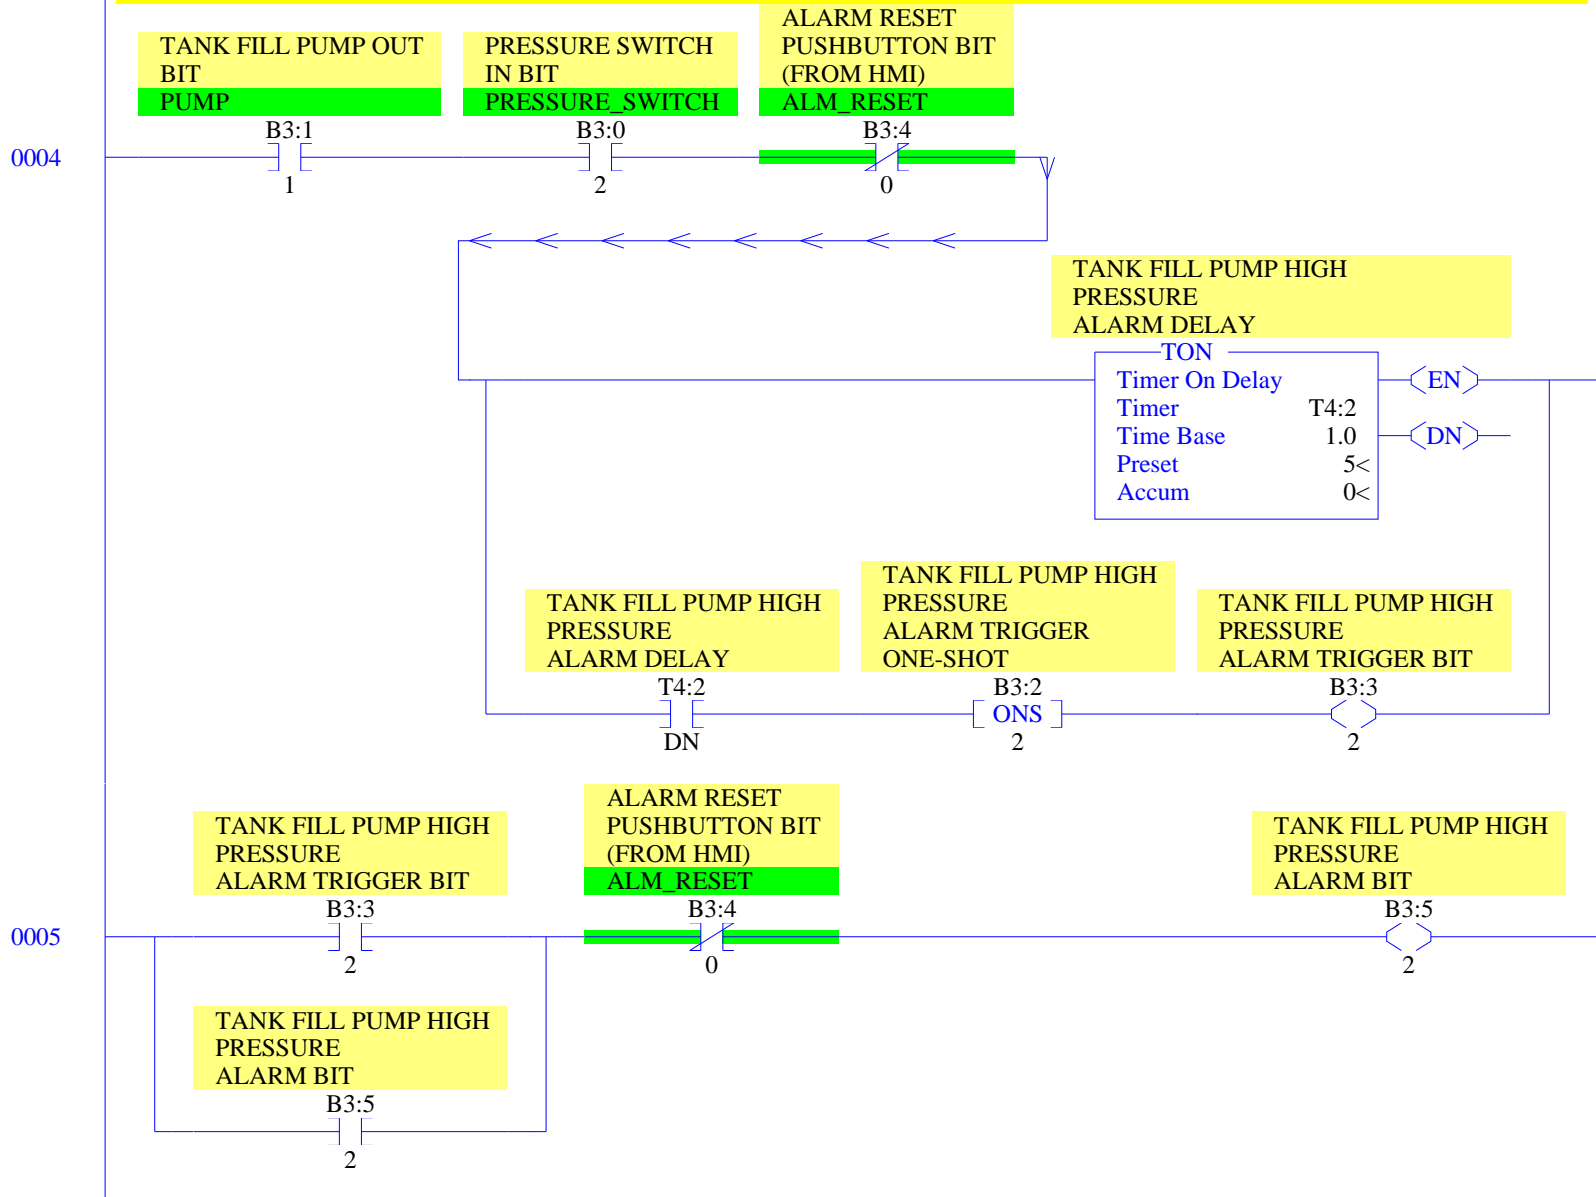 TANK FILL PUMP OUT
BIT
PUMP
B3:1
1
PRESSURE SWITCH
IN BIT
PRESSURE_SWITCH
B3:0
2
ALARM RESET
PUSHBUTTON BIT
(FROM HMI)
ALM_RESET
B3:4
0
0004
TANK FILL PUMP HIGH
PRESSURE
ALARM DELAY
TON
Timer On Delay
Timer T4:2
Time Base 1.0
Preset 5<
Accum 0<
EN
DN
TANK FILL PUMP HIGH
PRESSURE
ALARM DELAY
T4:2
DN
TANK FILL PUMP HIGH
PRESSURE
ALARM TRIGGER
ONE-SHOT
B3:2
ONS
2
TANK FILL PUMP HIGH
PRESSURE
ALARM TRIGGER BIT
B3:3
2
0005
TANK FILL PUMP HIGH
PRESSURE
ALARM TRIGGER BIT
B3:3
2
ALARM RESET
PUSHBUTTON BIT
(FROM HMI)
ALM_RESET
B3:4
0
TANK FILL PUMP HIGH
PRESSURE
ALARM BIT
B3:5
2
TANK FILL PUMP HIGH
PRESSURE
ALARM BIT
B3:5
2